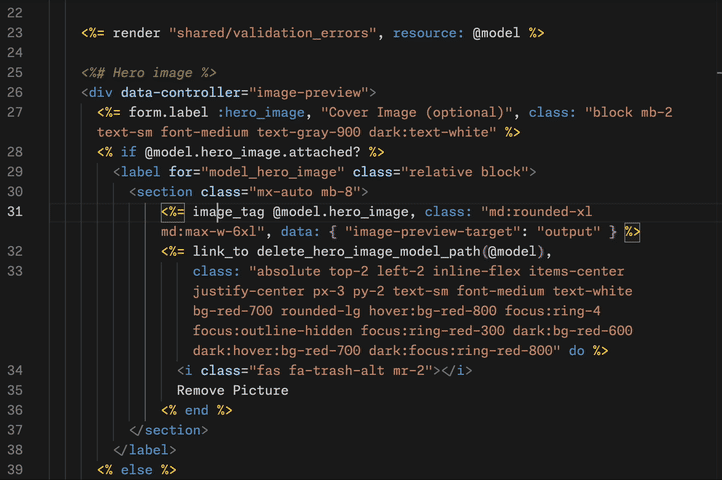 22
23 <%= render "shared/validation_errors", resource: @model %>
24
25 <%# Hero image %>
26 <div data-controller="image-preview">
27 <%= form.label :hero_image, "Cover Image (optional)", class: "block mb-2
text-sm font-medium text-gray-900 dark:text-white" %>
28 <% if @model.hero_image.attached? %>
29 <label for="model_hero_image" class="relative block">
30 <section class="mx-auto mb-8">
31 <%= image_tag @model.hero_image, class: "md:rounded-xl
md:max-w-6xl", data: { "image-preview-target": "output" } %>
32 <%= link_to delete_hero_image_model_path(@model),
33 class: "absolute top-2 left-2 inline-flex items-center
justify-center px-3 py-2 text-sm font-medium text-white
bg-red-700 rounded-lg hover:bg-red-800 focus:ring-4
focus:outline-hidden focus:ring-red-300 dark:bg-red-600
dark:hover:bg-red-700 dark:focus:ring-red-800" do %>
34 <i class="fas fa-trash-alt mr-2"></i>
35 Remove Picture
36 <% end %>
37 </section>
38 </label>
39 <% else %>